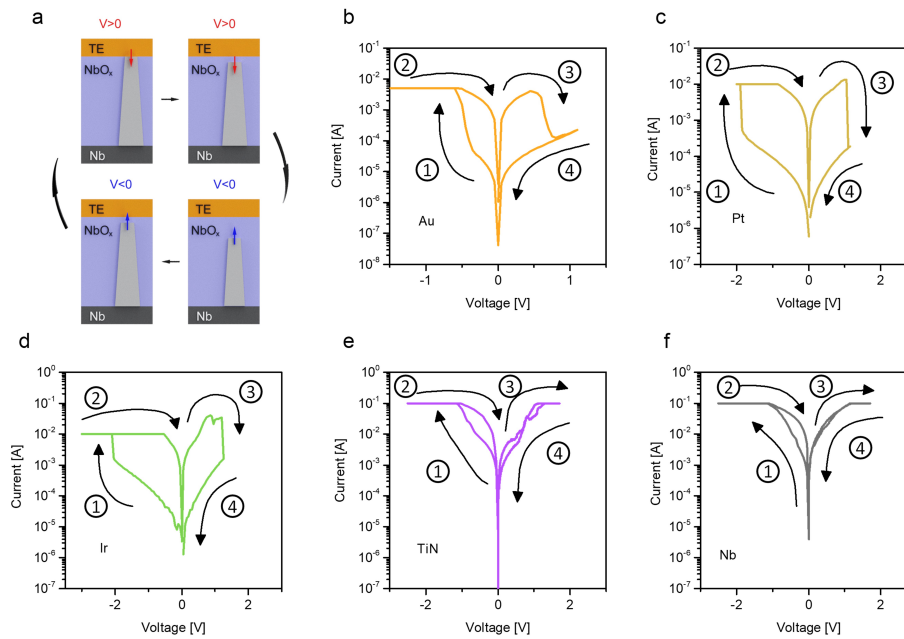 a
V>0 V>0
TE TE
NbOₓ NbOₓ
Nb Nb
V<0 V<0
TE TE
NbOₓ NbOₓ
Nb Nb
b
Current [A]
10⁻¹
10⁻²
10⁻³
10⁻⁴
10⁻⁵
10⁻⁶
10⁻⁷
10⁻⁸
② ③
① ④
Au
-1 0 1
Voltage [V]
c
Current [A]
10⁻¹
10⁻²
10⁻³
10⁻⁴
10⁻⁵
10⁻⁶
10⁻⁷
② ③
① ④
Pt
-2 0 2
Voltage [V]
d
Current [A]
10⁰
10⁻¹
10⁻²
10⁻³
10⁻⁴
10⁻⁵
10⁻⁶
10⁻⁷
② ③
① ④
Ir
-2 0 2
Voltage [V]
e
Current [A]
10⁰
10⁻¹
10⁻²
10⁻³
10⁻⁴
10⁻⁵
10⁻⁶
10⁻⁷
② ③
① ④
TiN
-2 0 2
Voltage [V]
f
Current [A]
10⁰
10⁻¹
10⁻²
10⁻³
10⁻⁴
10⁻⁵
10⁻⁶
10⁻⁷
② ③
① ④
Nb
-2 0 2
Voltage [V]